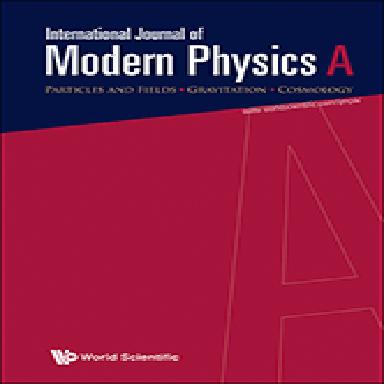 International Journal of
Modern Physics A
PARTICLES AND FIELDS • GRAVITATION • COSMOLOGY
World Scientific